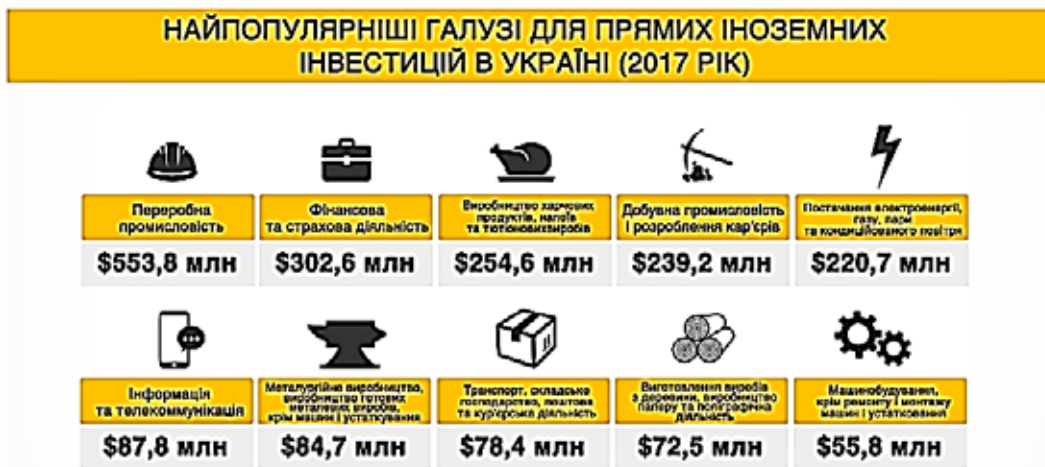 НАЙПОПУЛЯРНІШІ ГАЛУЗІ ДЛЯ ПРЯМИХ ІНОЗЕМНИХ
ІНВЕСТИЦІЙ В УКРАЇНІ (2017 РІК)
Переробна
промисловість
$553,8 млн
Фінансова
та страхова діяльність
$302,6 млн
Виробництво харчових
продуктів, напоїв
та тютюновихвиробів
$254,6 млн
Добувна промисловість
і розроблення кар'єрів
$239,2 млн
Постачання електроенергії,
газу, пари
та кондиційованого повітря
$220,7 млн
Інформація
та телекоммунікація
$87,8 млн
Металургійне виробництво,
виробництво готових
металевих виробів,
крім машин і устаткування
$84,7 млн
Транспорт, складське
господарство, поштова
та кур'єрська діяльність
$78,4 млн
Виготовлення виробів
з деревини, виробництво
паперу та поліграфічна
діяльність
$72,5 млн
Машинобудування,
крім ремонту і монтажу
машин і устатковання
$55,8 млн